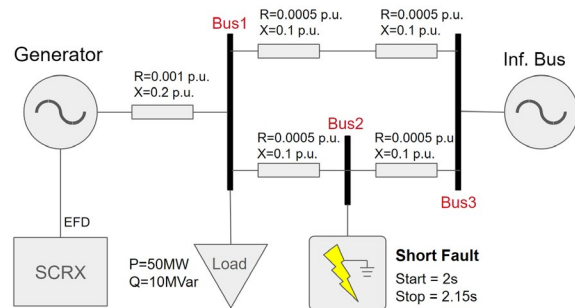 Bus1
R=0.0005 p.u.
X=0.1 p.u.
R=0.0005 p.u.
X=0.1 p.u.
Generator
Inf. Bus
R=0.001 p.u.
X=0.2 p.u.
Bus2
R=0.0005 p.u.
X=0.1 p.u.
R=0.0005 p.u.
X=0.1 p.u.
Bus3
EFD
SCRX
P=50MW
Q=10MVar
Load
Short Fault
Start = 2s
Stop = 2.15s